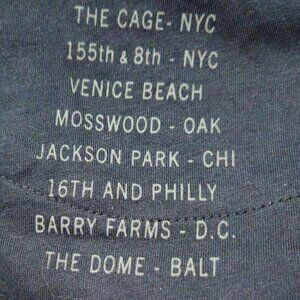 THE CAGE- NYC
155th & 8th - NYC
VENICE BEACH
MOSSWOOD - OAK
JACKSON PARK - CHI
16TH AND PHILLY
BARRY FARMS - D.C.
THE DOME - BALT